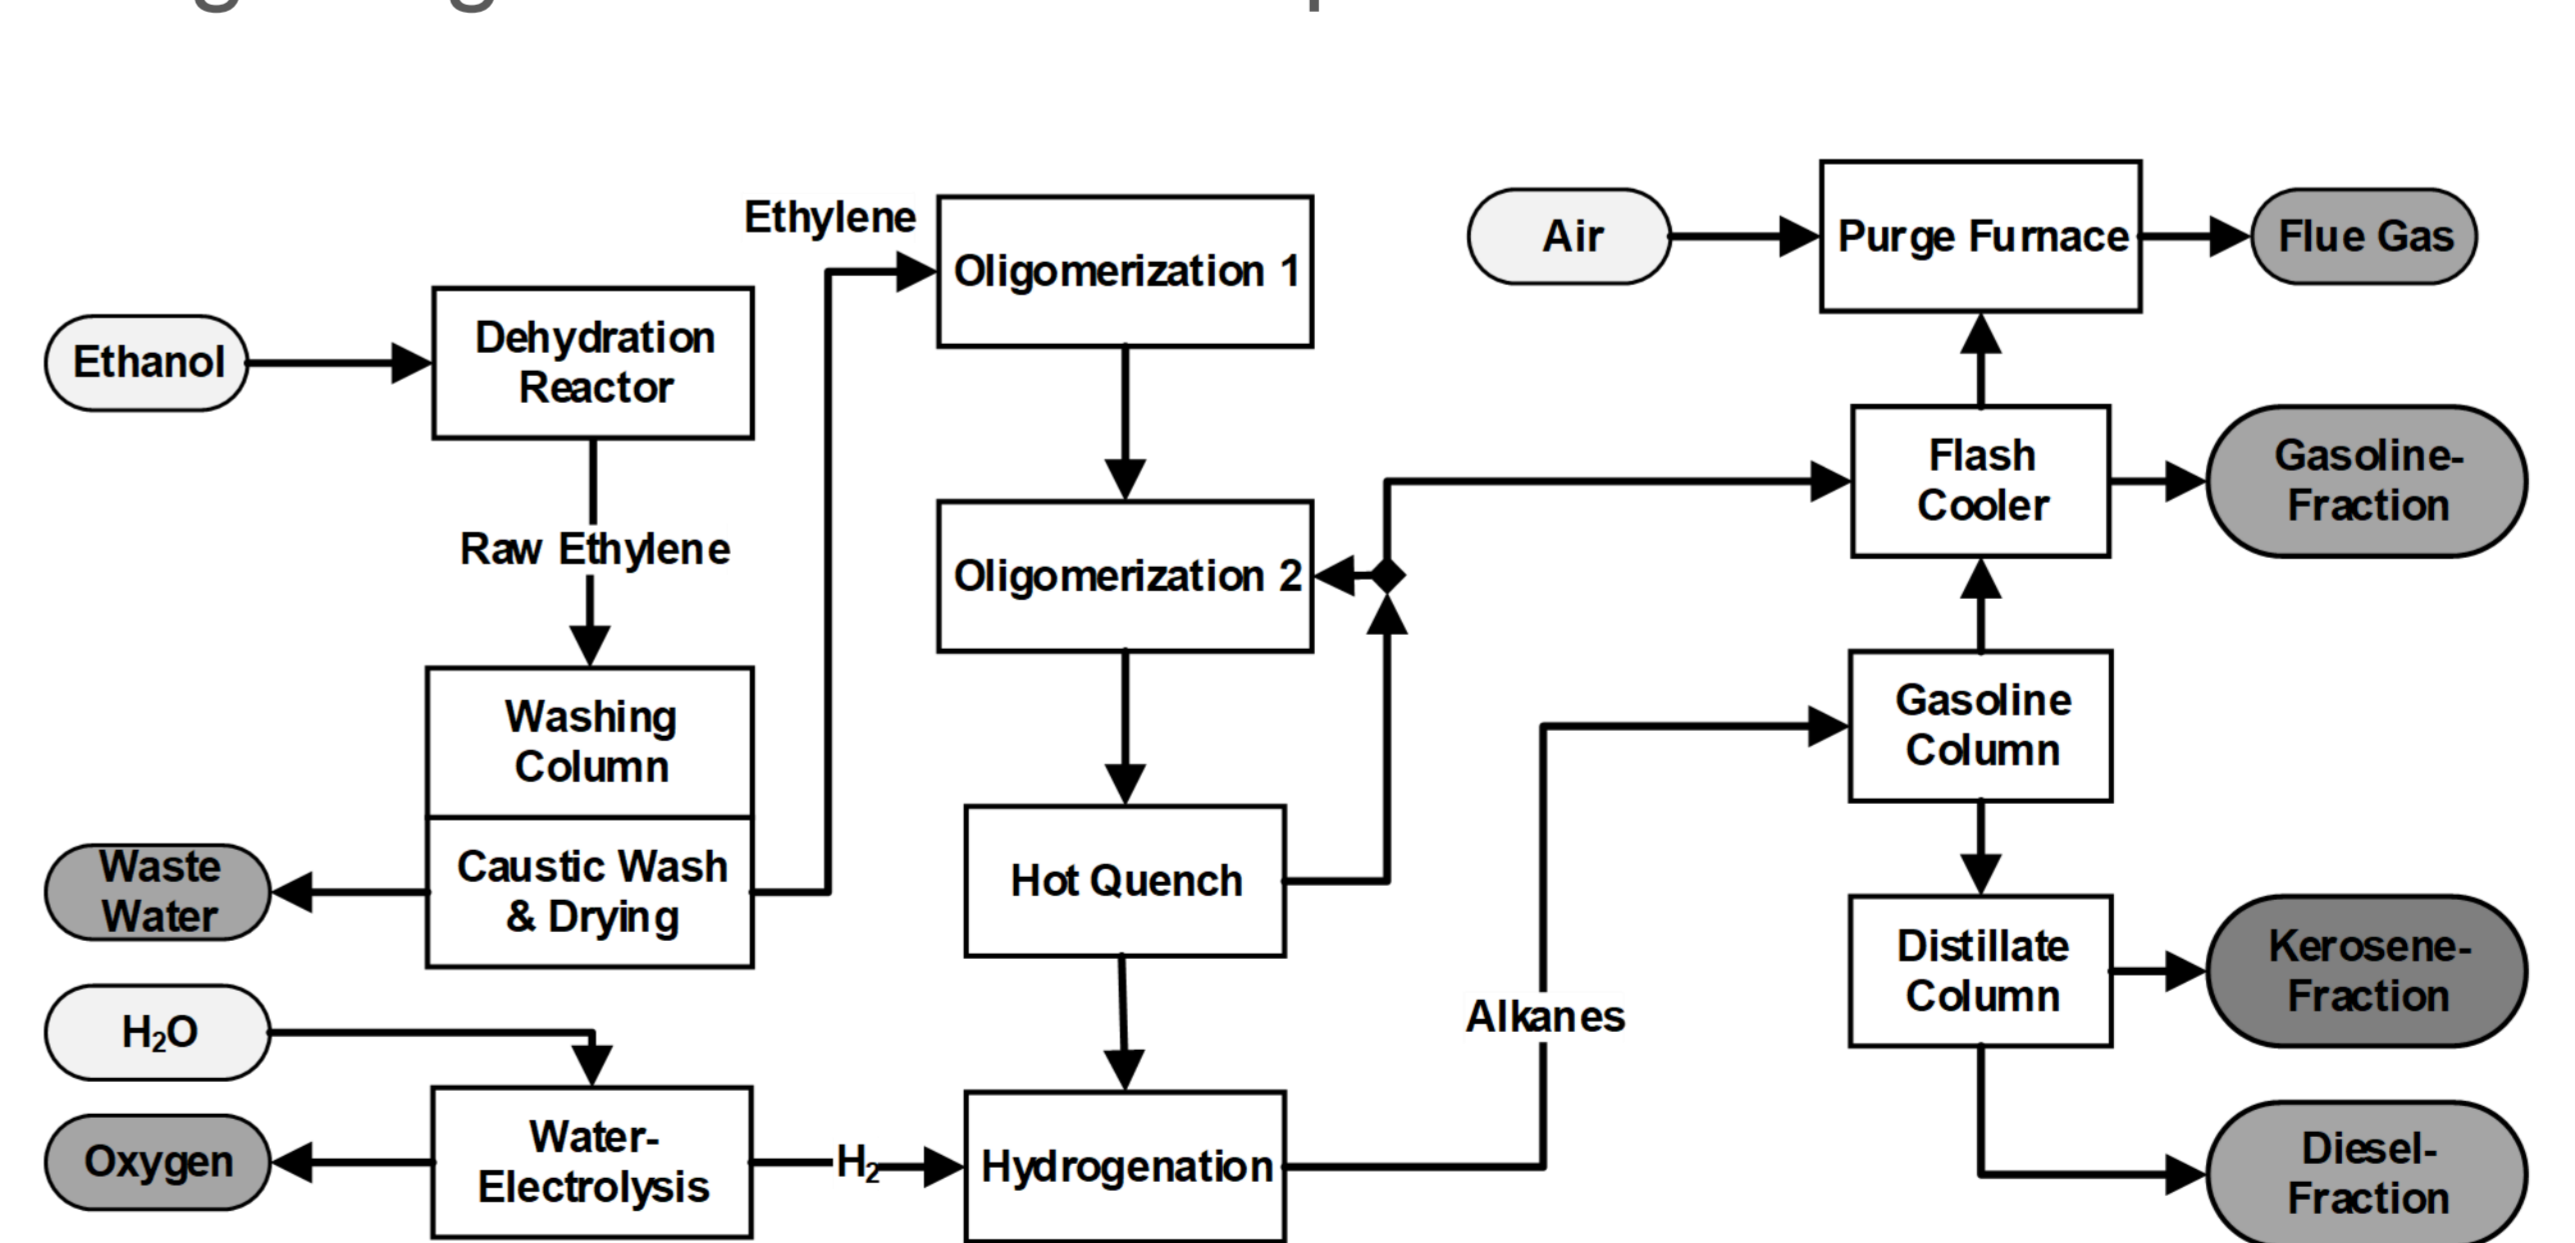 Ethanol
Dehydration
Reactor
Raw Ethylene
Washing
Column
Caustic Wash
& Drying
Waste
Water
H₂O
Oxygen
Water-
Electrolysis
H₂
Ethylene
Oligomerization 1
Oligomerization 2
Hot Quench
Hydrogenation
Alkanes
Air
Purge Furnace
Flue Gas
Flash
Cooler
Gasoline-
Fraction
Gasoline
Column
Distillate
Column
Kerosene-
Fraction
Diesel-
Fraction